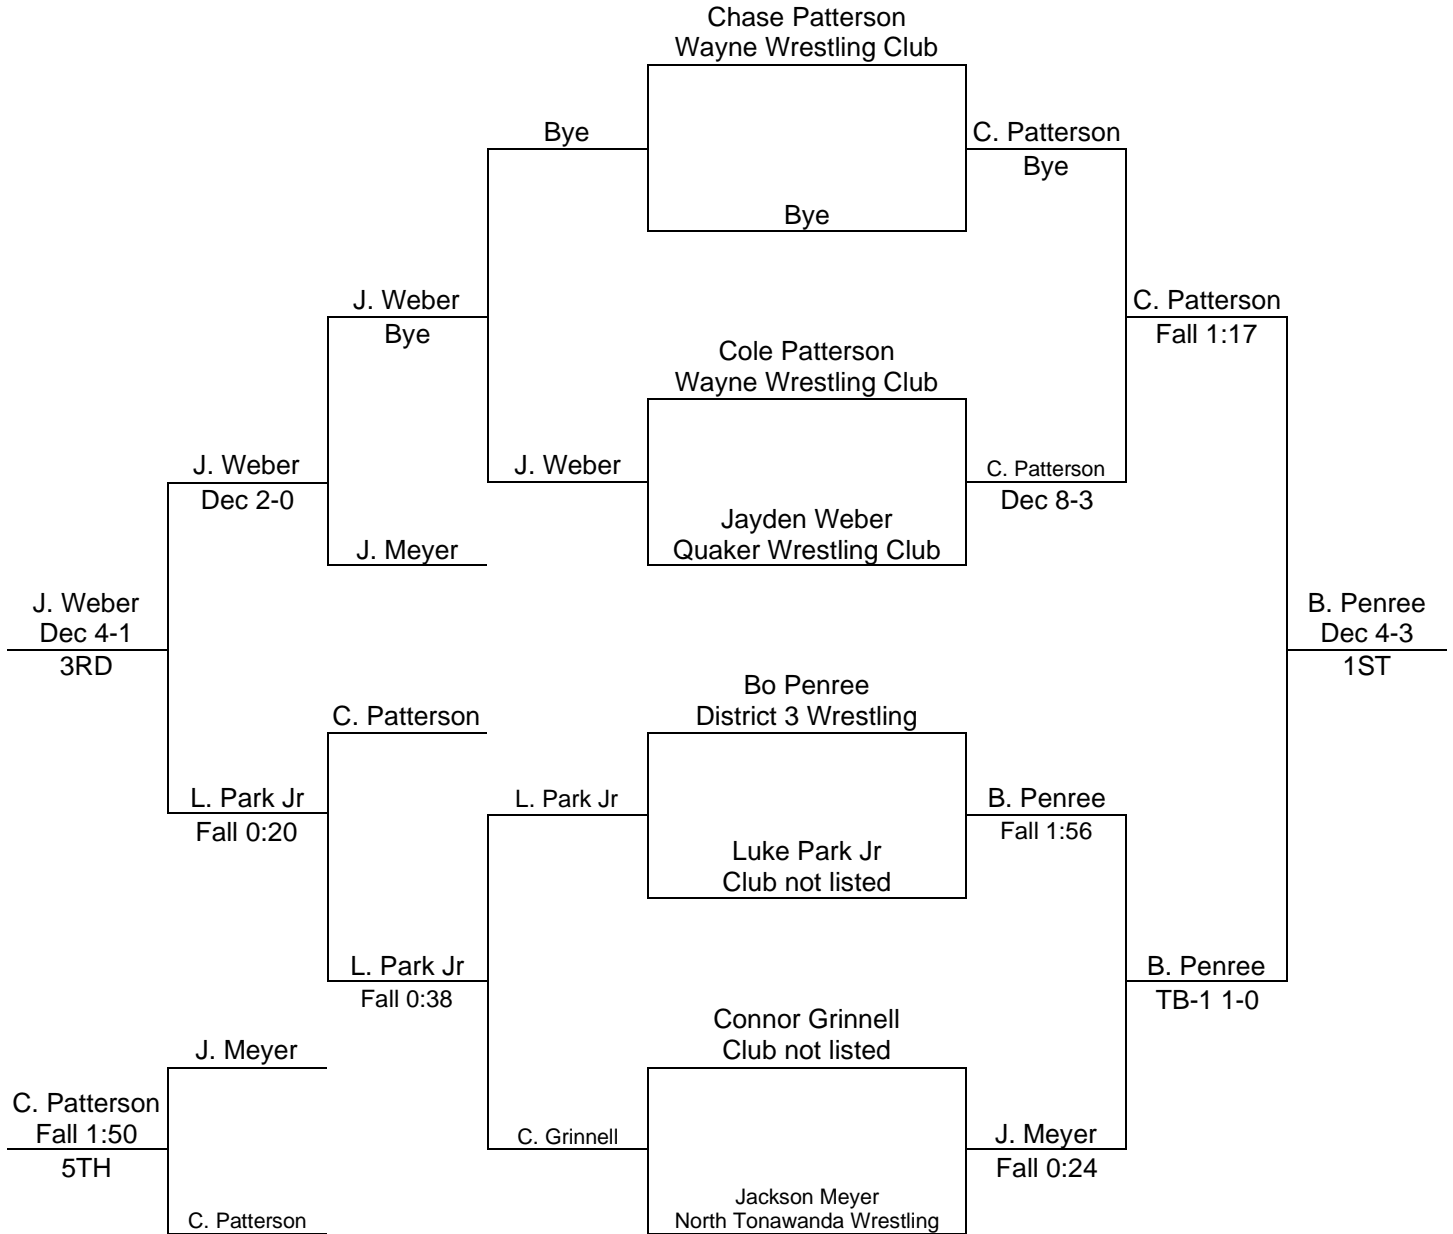 Chase Patterson
Wayne Wrestling Club
Bye
C. Patterson
Bye
Bye
J. Weber
Bye
C. Patterson
Fall 1:17
Cole Patterson
Wayne Wrestling Club
J. Weber
Dec 2-0
J. Weber
C. Patterson
Dec 8-3
Jayden Weber
Quaker Wrestling Club
J. Meyer
J. Weber
Dec 4-1
3RD
B. Penree
Dec 4-3
1ST
Bo Penree
District 3 Wrestling
C. Patterson
L. Park Jr
Fall 0:20
L. Park Jr
B. Penree
Fall 1:56
Luke Park Jr
Club not listed
L. Park Jr
Fall 0:38
B. Penree
TB-1 1-0
Connor Grinnell
Club not listed
J. Meyer
C. Patterson
Fall 1:50
5TH
C. Grinnell
J. Meyer
Fall 0:24
Jackson Meyer
North Tonawanda Wrestling
C. Patterson